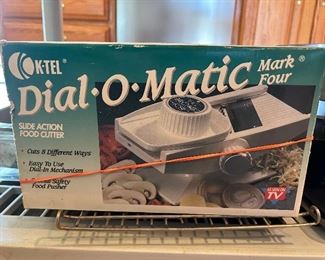 K-TEL®
Dial-O-Matic®
Mark
Four
SLIDE ACTION
FOOD CUTTER
• Cuts 8 Different Ways
• Easy To Use
Dial-In Mechanism
Safety
Food Pusher
AS SEEN ON
TV